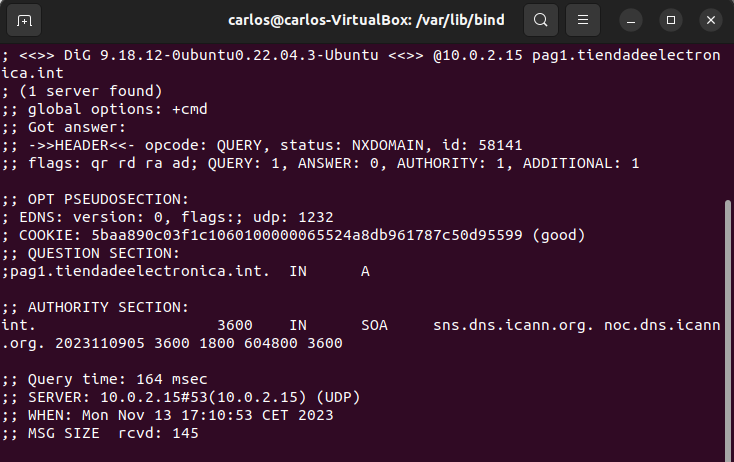 carlos@carlos-VirtualBox: /var/lib/bind
; <<>> DiG 9.18.12-0ubuntu0.22.04.3-Ubuntu <<>> @10.0.2.15 pag1.tiendadeelectron
ica.int
; (1 server found)
;; global options: +cmd
;; Got answer:
;; ->>HEADER<<- opcode: QUERY, status: NXDOMAIN, id: 58141
;; flags: qr rd ra ad; QUERY: 1, ANSWER: 0, AUTHORITY: 1, ADDITIONAL: 1

;; OPT PSEUDOSECTION:
; EDNS: version: 0, flags:; udp: 1232
; COOKIE: 5baa890c03f1c1060100000065524a8db961787c50d95599 (good)
;; QUESTION SECTION:
;pag1.tiendadeelectronica.int.  IN      A

;; AUTHORITY SECTION:
int.                    3600    IN      SOA     sns.dns.icann.org. noc.dns.icann
.org. 2023110905 3600 1800 604800 3600

;; Query time: 164 msec
;; SERVER: 10.0.2.15#53(10.0.2.15) (UDP)
;; WHEN: Mon Nov 13 17:10:53 CET 2023
;; MSG SIZE  rcvd: 145